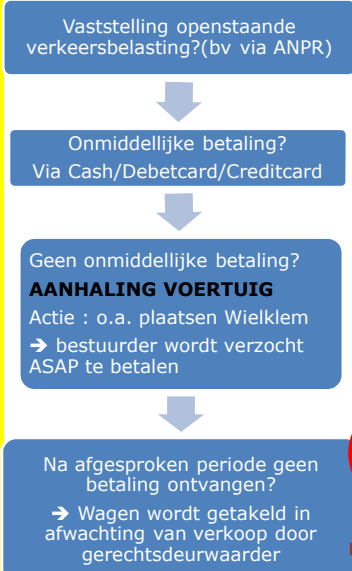 Vaststelling openstaande
verkeersbelasting?(bv via ANPR)
Onmiddellijke betaling?
Via Cash/Debetcard/Creditcard
Geen onmiddellijke betaling?
AANHALING VOERTUIG
Actie : o.a. plaatsen Wielklem
➔ bestuurder wordt verzocht
ASAP te betalen
Na afgesproken periode geen
betaling ontvangen?
➔ Wagen wordt getakeld in
afwachting van verkoop door
gerechtsdeurwaarder